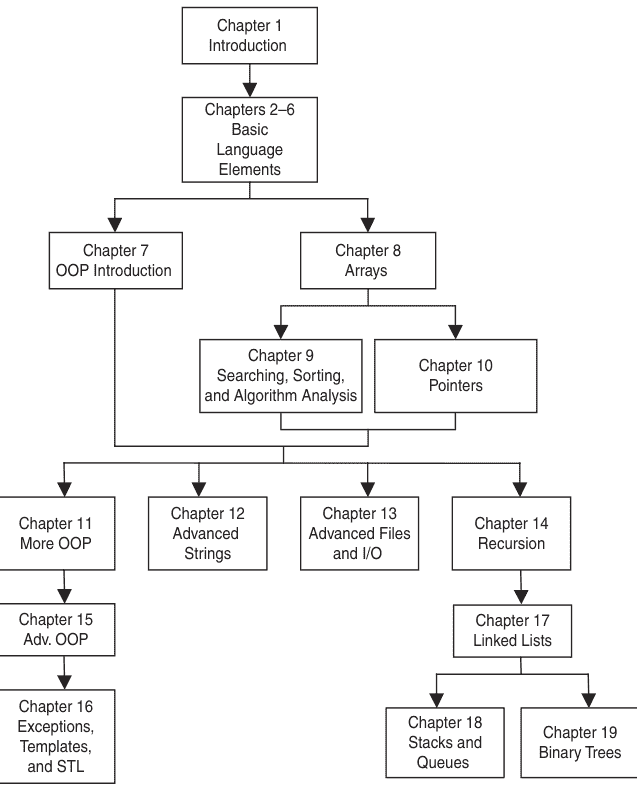 Chapter 1
Introduction
Chapters 2–6
Basic
Language
Elements
Chapter 7
OOP Introduction
Chapter 8
Arrays
Chapter 9
Searching, Sorting,
and Algorithm Analysis
Chapter 10
Pointers
Chapter 11
More OOP
Chapter 12
Advanced
Strings
Chapter 13
Advanced Files
and I/O
Chapter 14
Recursion
Chapter 15
Adv. OOP
Chapter 17
Linked Lists
Chapter 16
Exceptions,
Templates,
and STL
Chapter 18
Stacks and
Queues
Chapter 19
Binary Trees